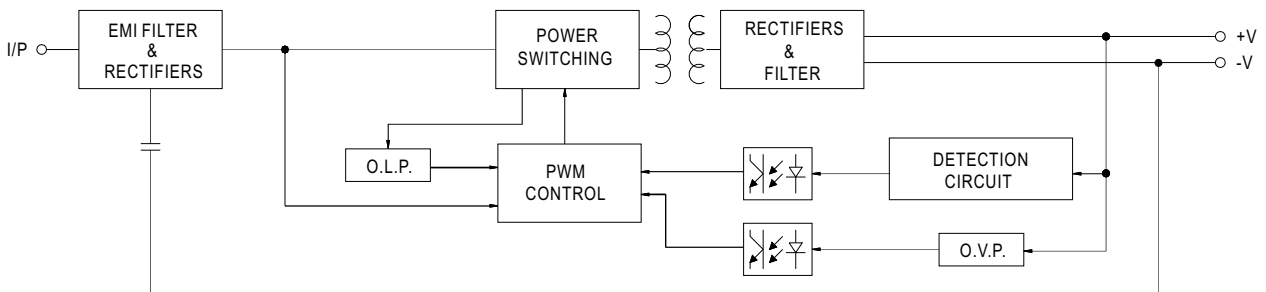 I/P
EMI FILTER
&
RECTIFIERS
POWER
SWITCHING
RECTIFIERS
&
FILTER
+V
-V
O.L.P.
PWM
CONTROL
DETECTION
CIRCUIT
O.V.P.